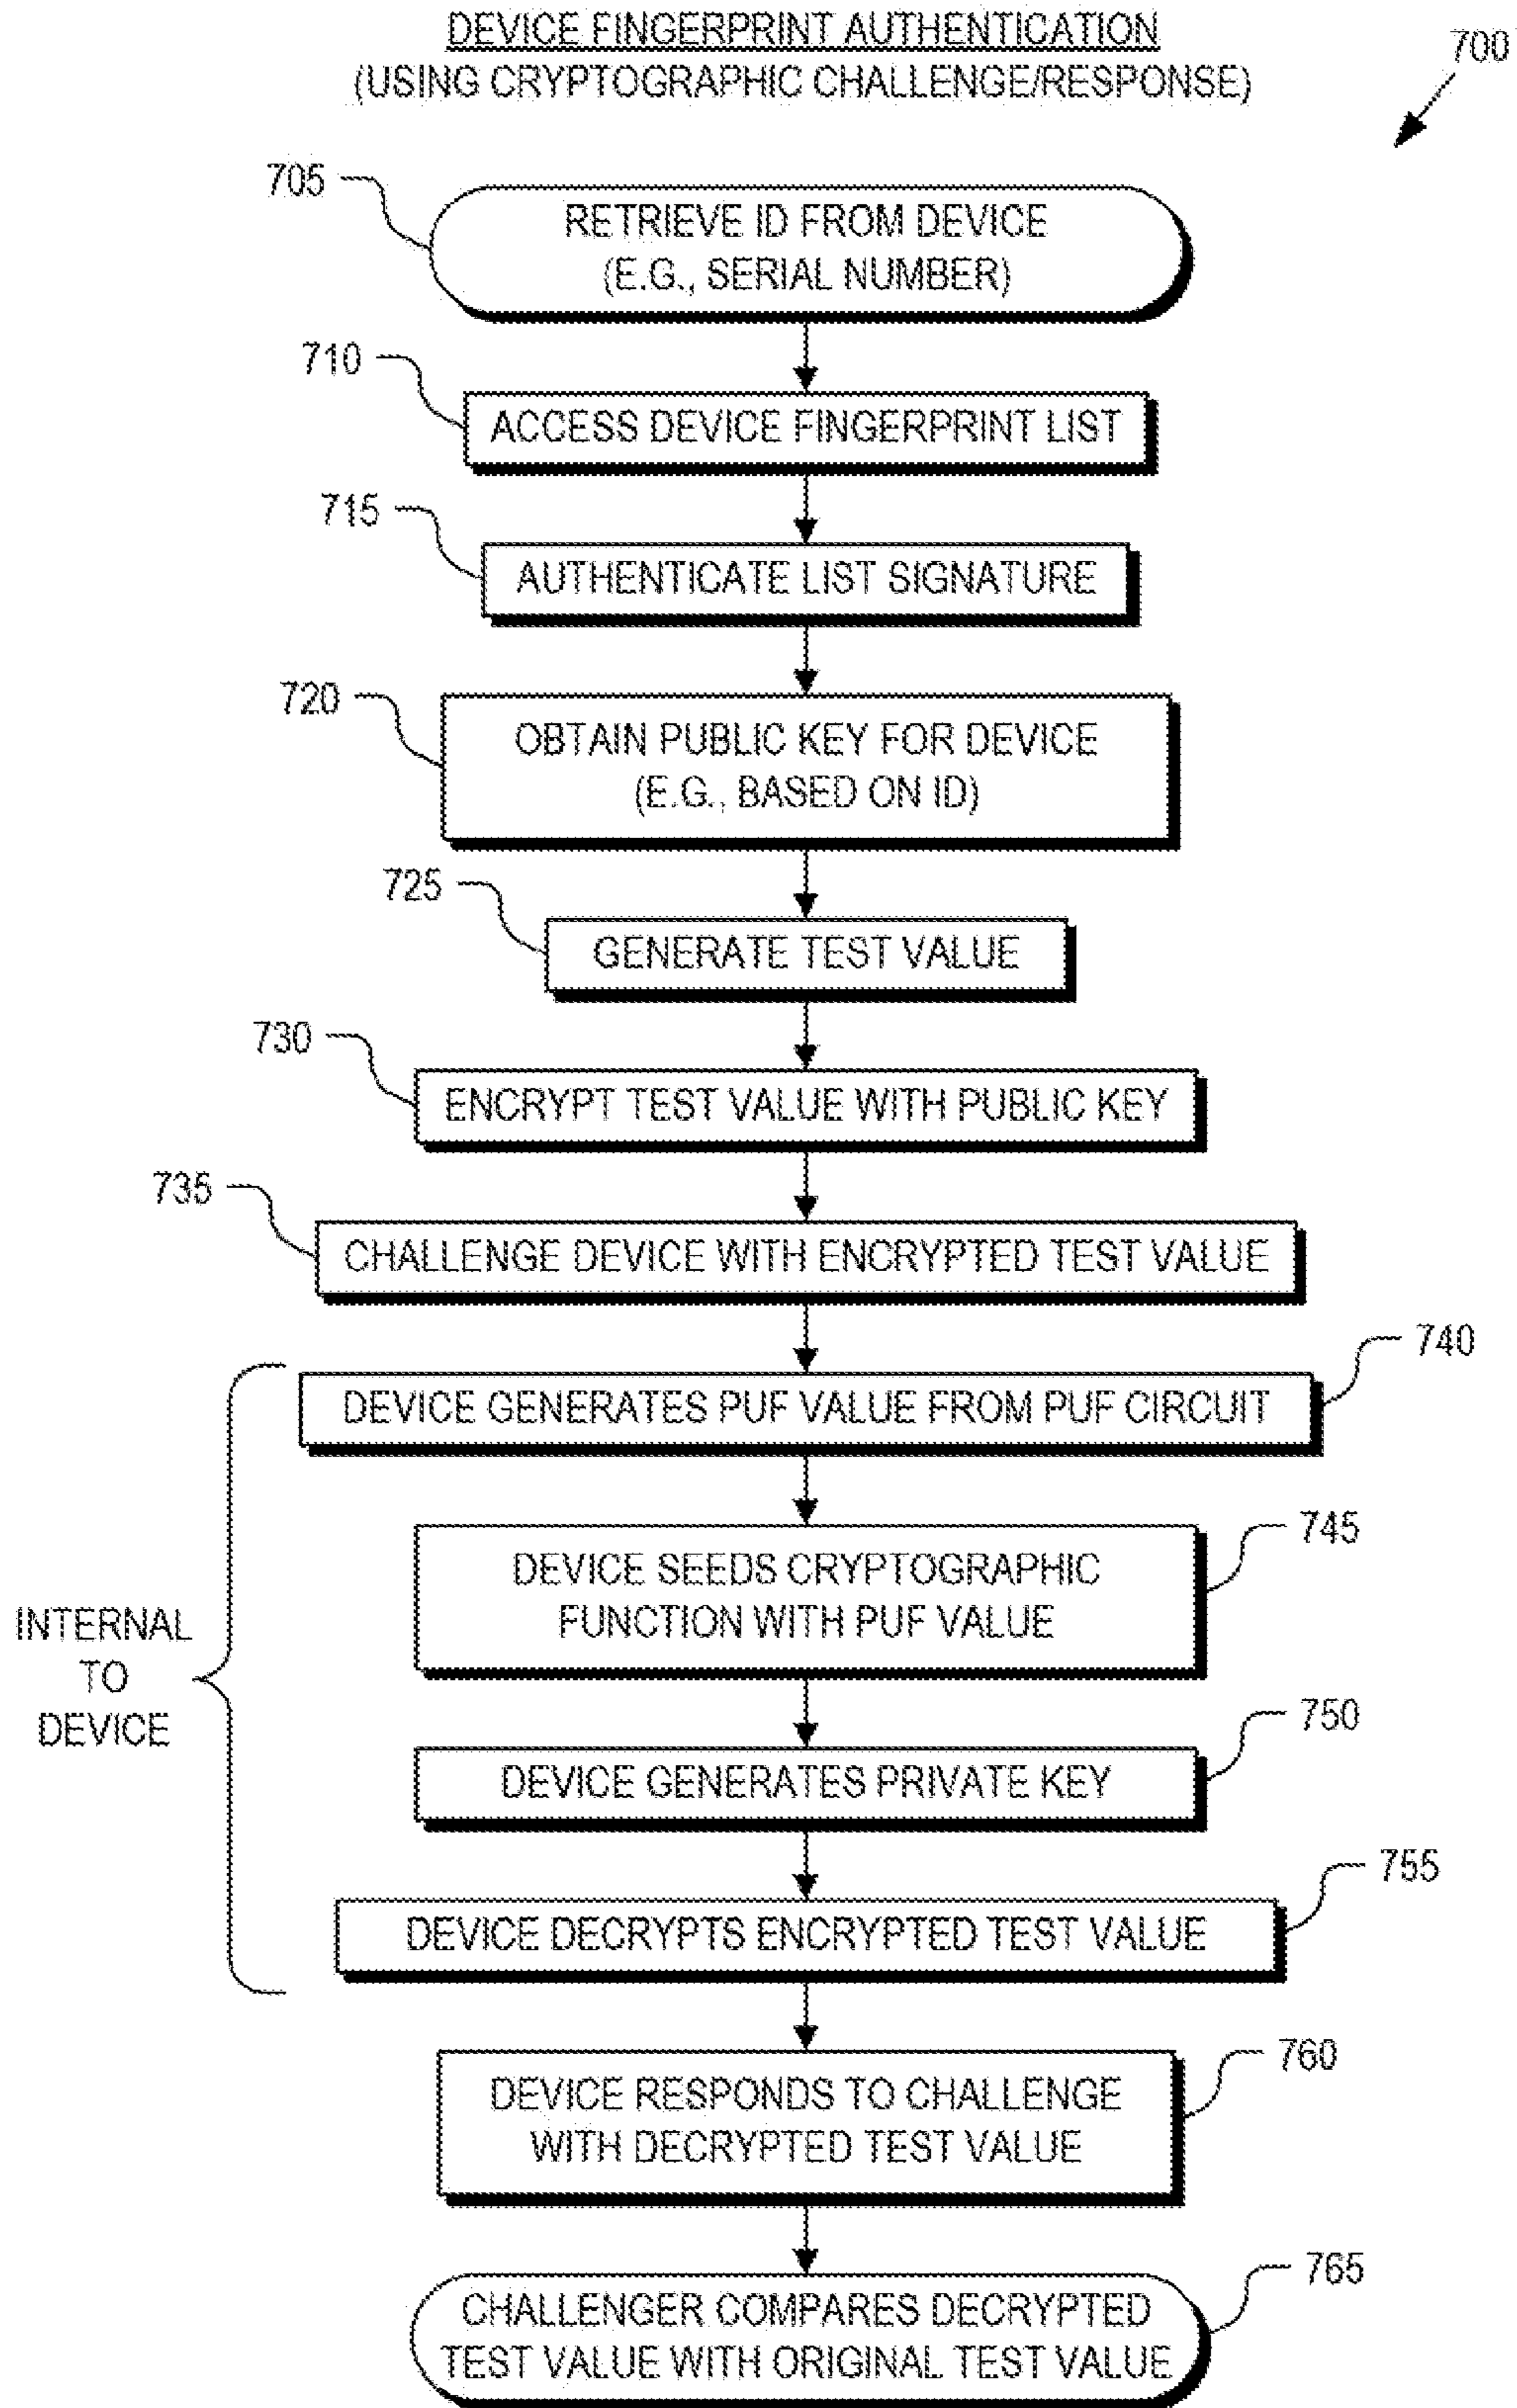 DEVICE FINGERPRINT AUTHENTICATION
(USING CRYPTOGRAPHIC CHALLENGE/RESPONSE)
700
705
RETRIEVE ID FROM DEVICE
(E.G., SERIAL NUMBER)
710
ACCESS DEVICE FINGERPRINT LIST
715
AUTHENTICATE LIST SIGNATURE
720
OBTAIN PUBLIC KEY FOR DEVICE
(E.G., BASED ON ID)
725
GENERATE TEST VALUE
730
ENCRYPT TEST VALUE WITH PUBLIC KEY
735
CHALLENGE DEVICE WITH ENCRYPTED TEST VALUE
740
DEVICE GENERATES PUF VALUE FROM PUF CIRCUIT
745
DEVICE SEEDS CRYPTOGRAPHIC
FUNCTION WITH PUF VALUE
INTERNAL
TO
DEVICE
750
DEVICE GENERATES PRIVATE KEY
755
DEVICE DECRYPTS ENCRYPTED TEST VALUE
760
DEVICE RESPONDS TO CHALLENGE
WITH DECRYPTED TEST VALUE
765
CHALLENGER COMPARES DECRYPTED
TEST VALUE WITH ORIGINAL TEST VALUE